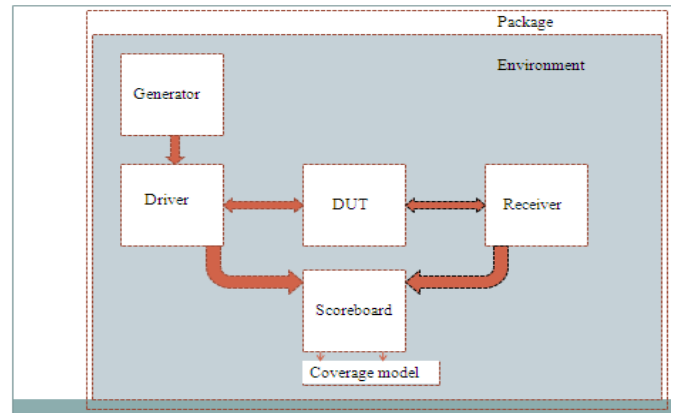 Package
Environment
Generator
Driver
DUT
Receiver
Scoreboard
Coverage model